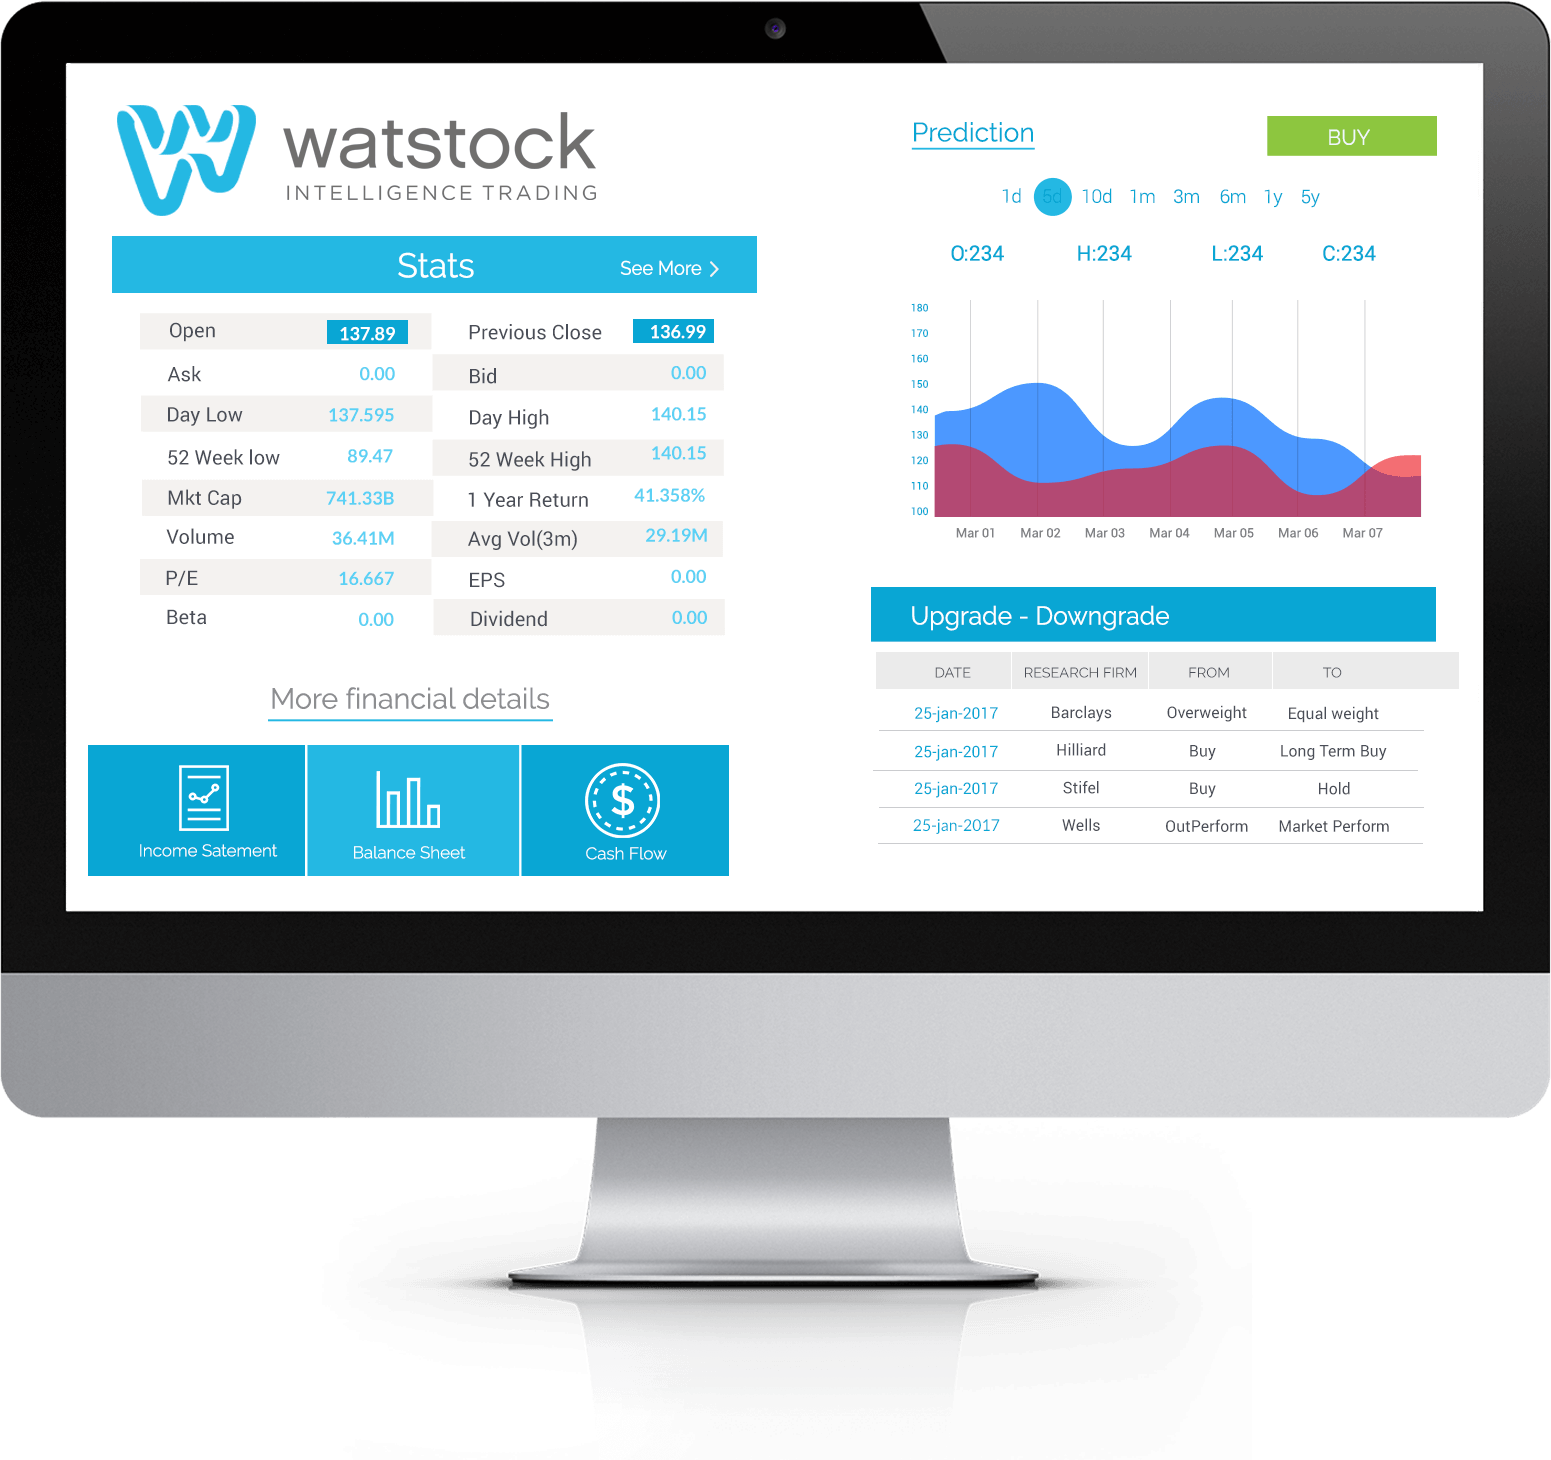 watstock
INTELLIGENCE TRADING
Stats
See More >
Open 137.89 Previous Close 136.99
Ask 0.00 Bid 0.00
Day Low 137.595 Day High 140.15
52 Week low 89.47 52 Week High 140.15
Mkt Cap 741.33B 1 Year Return 41.358%
Volume 36.41M Avg Vol(3m) 29.19M
P/E 16.667 EPS 0.00
Beta 0.00 Dividend 0.00
More financial details
Income Satement
Balance Sheet
$
Cash Flow
Prediction
BUY
1d 5d 10d 1m 3m 6m 1y 5y
O:234 H:234 L:234 C:234
180
170
160
150
140
130
120
110
100
Mar 01 Mar 02 Mar 03 Mar 04 Mar 05 Mar 06 Mar 07
Upgrade - Downgrade
DATE RESEARCH FIRM FROM TO
25-jan-2017 Barclays Overweight Equal weight
25-jan-2017 Hilliard Buy Long Term Buy
25-jan-2017 Stifel Buy Hold
25-jan-2017 Wells OutPerform Market Perform